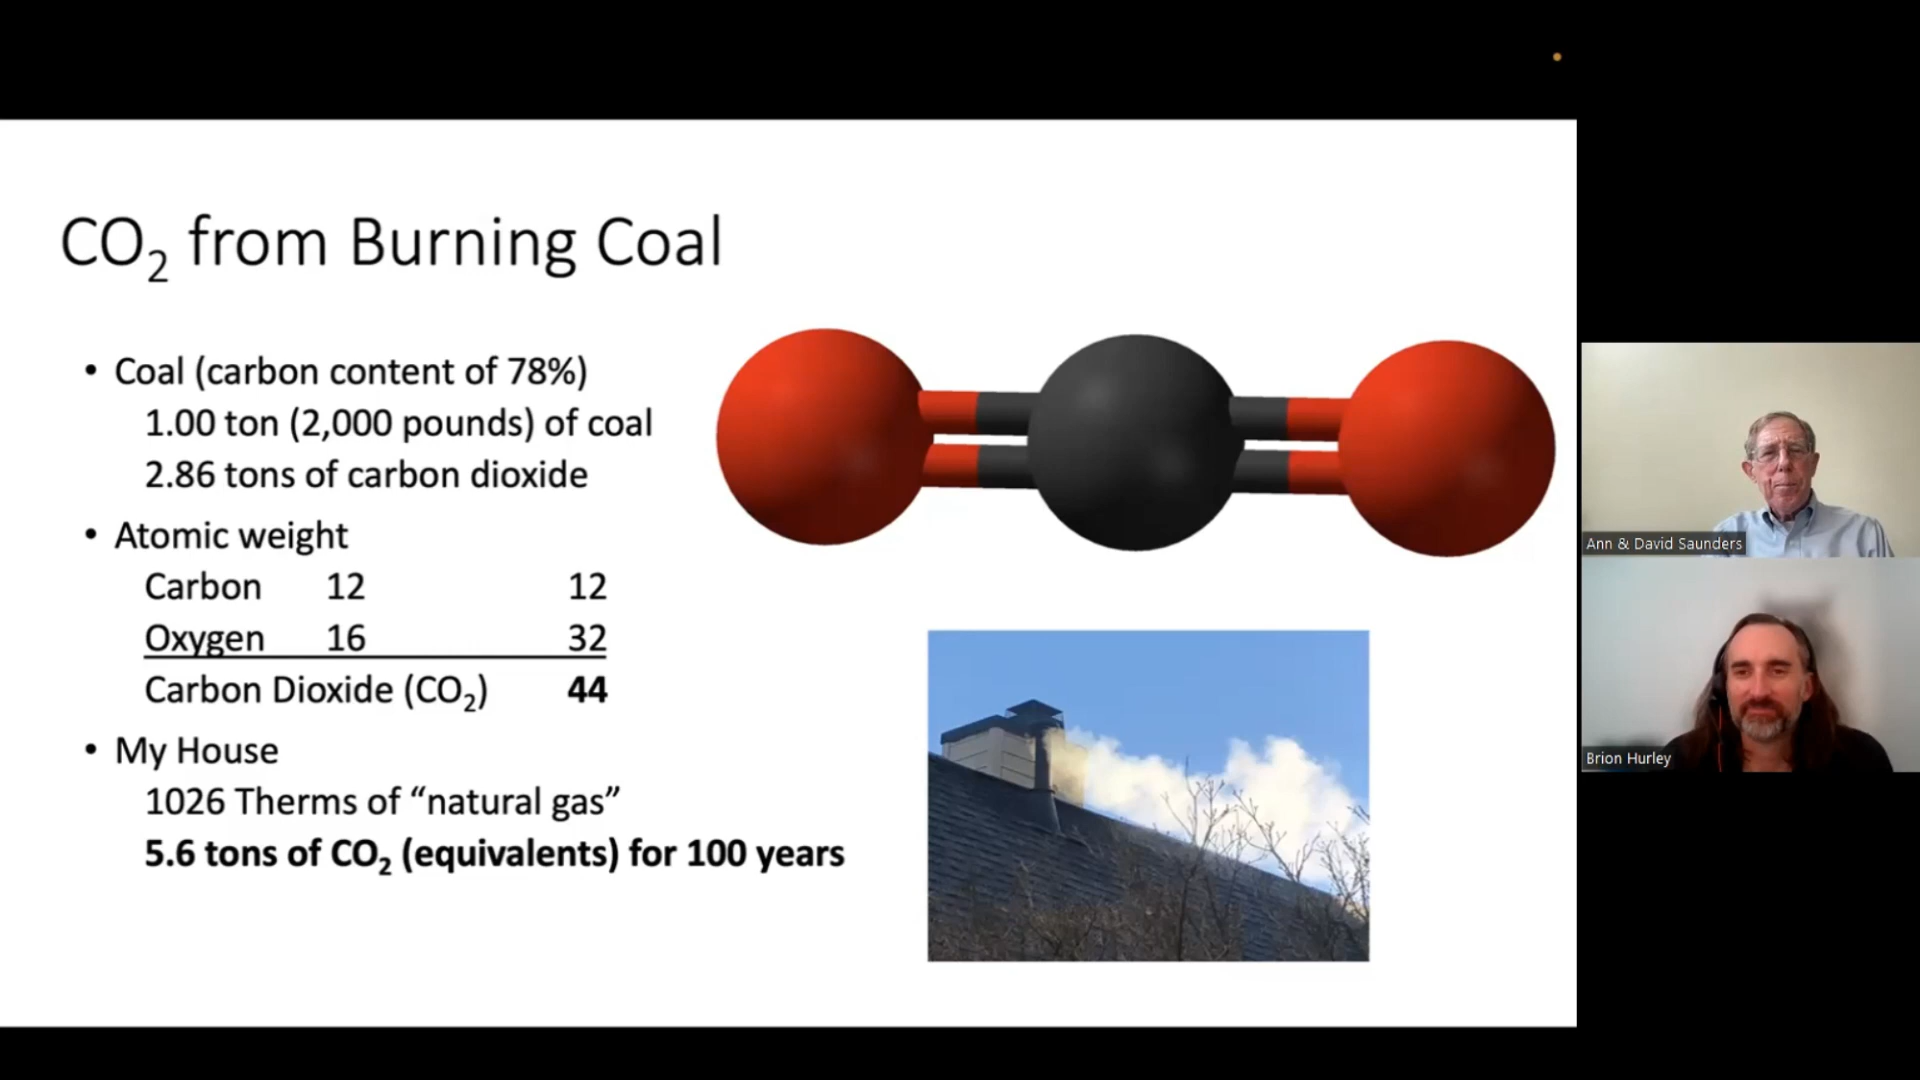 CO₂ from Burning Coal
• Coal (carbon content of 78%)
1.00 ton (2,000 pounds) of coal
2.86 tons of carbon dioxide
• Atomic weight
Carbon 12 12
Oxygen 16 32
Carbon Dioxide (CO₂) 44
• My House
1026 Therms of “natural gas”
5.6 tons of CO₂ (equivalents) for 100 years
Ann & David Saunders
Brion Hurley